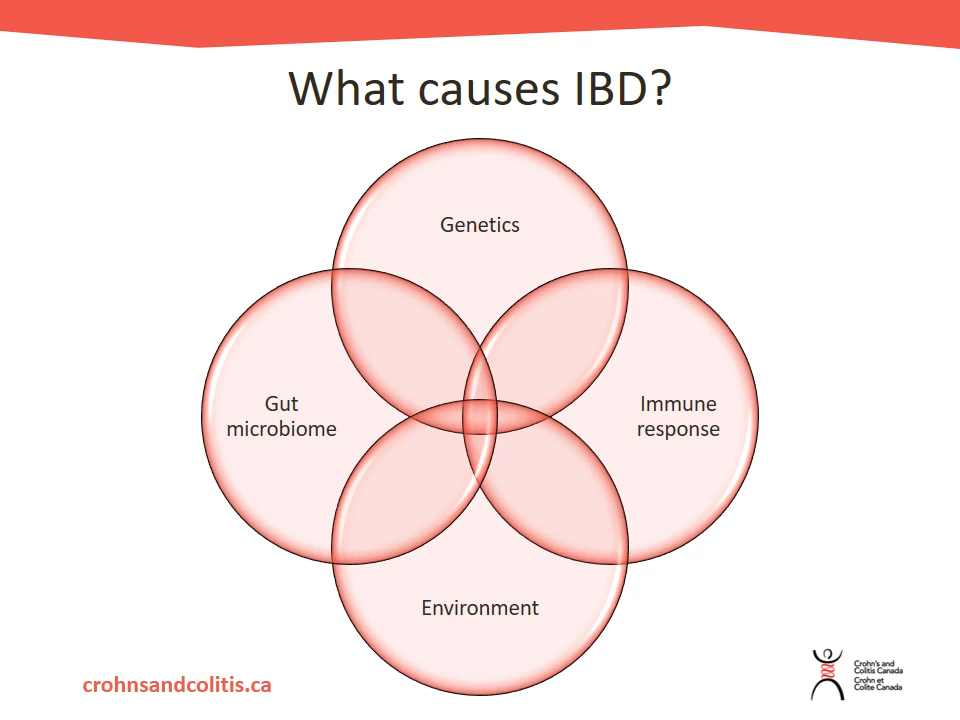 What causes IBD?
Genetics
Gut
microbiome
Immune
response
Environment
crohnsandcolitis.ca
Crohn's and
Colitis Canada
Crohn et
Colite Canada